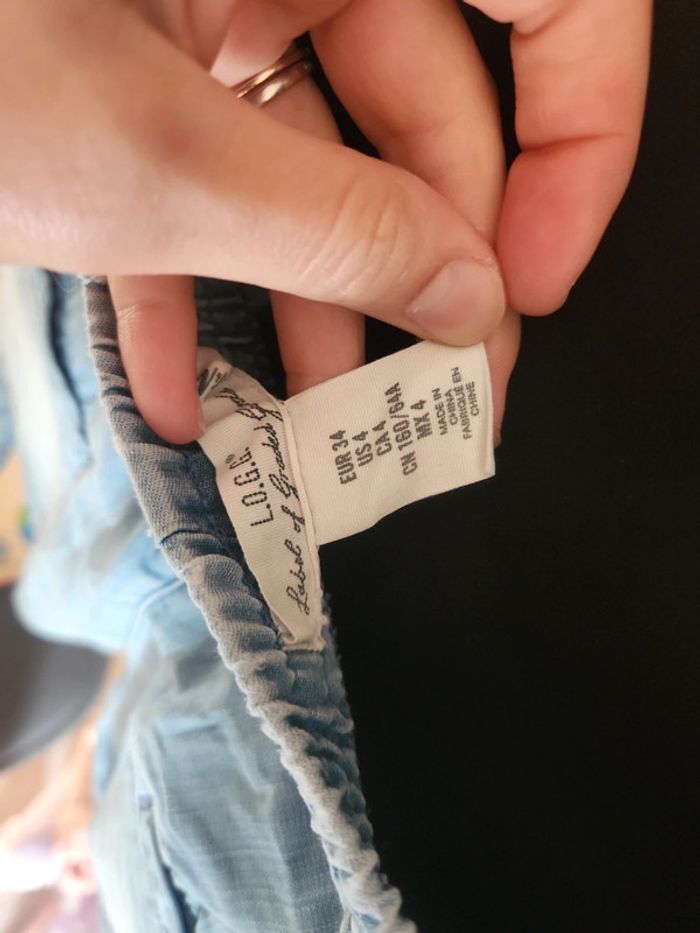 L.O.G.G.®
Label of Graded
EUR 34
US 4
CA 4
CN 160/64A
MX 4
MADE IN
CHINA
FABRIQUÉ EN
CHINE